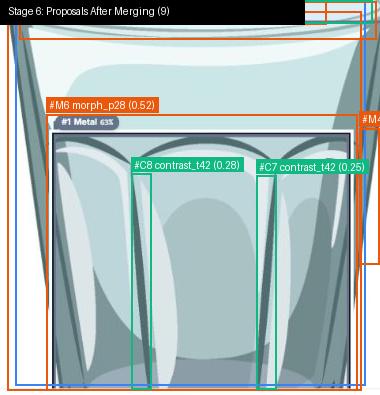 Stage 6: Proposals After Merging (9)
#M6 morph_p28 (0.52)
#M4
#1 Metal 63%
#C8 contrast_t42 (0.28)
#C7 contrast_t42 (0.25)